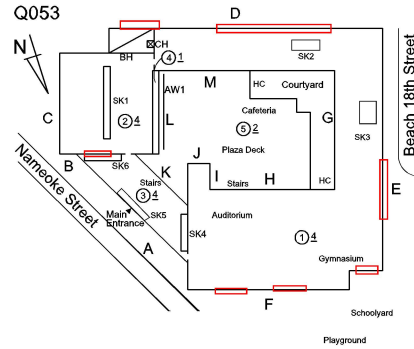 Q053
D
N
CH
BH
SK2
4 1
M
HC
Courtyard
AW1
SK1
C
2 4
L
Cafeteria
G
SK3
5 2
Plaza Deck
Beach 18th Street
B
SK6
K
J
Stairs
I
Stairs
H
HC
E
3 4
Main
Entrance
SK5
Nameoke Street
A
SK4
Auditorium
1 4
Gymnasium
F
Schoolyard
Playground